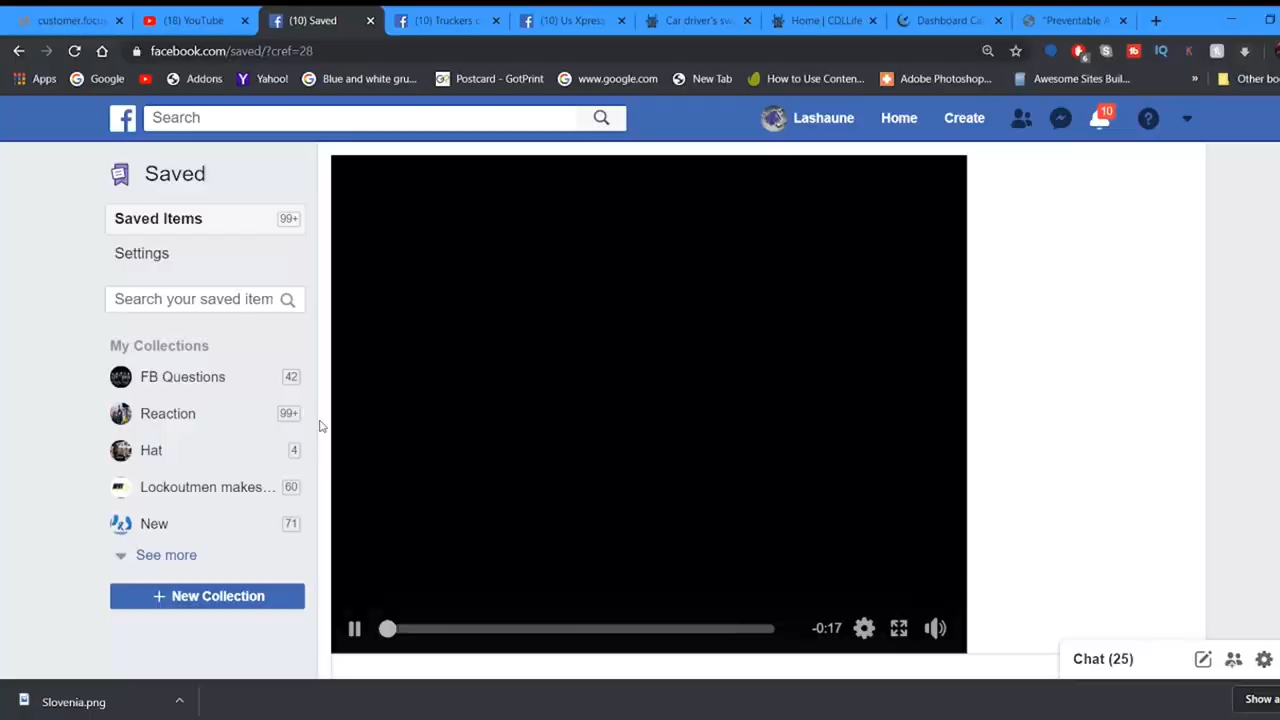 customer.focus
(18) YouTube
(10) Saved
(10) Truckers c
(10) Us Xpres
Car driver's sw
Home | CDLLife
Dashboard Ca
"Preventable A
facebook.com/saved/?cref=28
6
IQ
K
Apps
Google
Addons
Yahoo!
Blue and white gru...
Postcard - GotPrint
www.google.com
New Tab
How to Use Conten...
Adobe Photoshop...
Awesome Sites Buil...
»
Other bo
Search
Lashaune
Home
Create
10
Saved
Saved Items
99+
Settings
Search your saved item
My Collections
FB Questions
42
Reaction
99+
Hat
4
Lockoutmen makes...
60
New
71
See more
+ New Collection
-0:17
Chat (25)
Slovenia.png
Show a